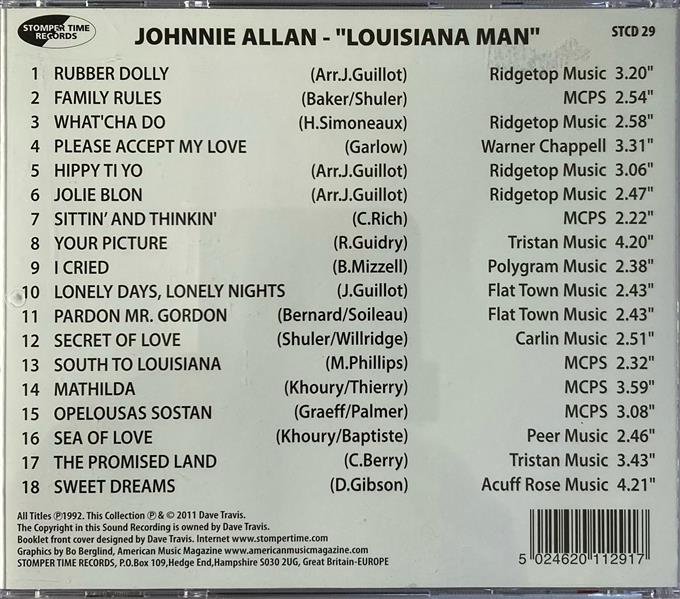 STOMPER TIME
RECORDS
JOHNNIE ALLAN - "LOUISIANA MAN"
STCD 29
1 RUBBER DOLLY (Arr.J.Guillot) Ridgetop Music 3.20"
2 FAMILY RULES (Baker/Shuler) MCPS 2.54"
3 WHAT'CHA DO (H.Simoneaux) Ridgetop Music 2.58"
4 PLEASE ACCEPT MY LOVE (Garlow) Warner Chappell 3.31"
5 HIPPY TI YO (Arr.J.Guillot) Ridgetop Music 3.06"
6 JOLIE BLON (Arr.J.Guillot) Ridgetop Music 2.47"
7 SITTIN' AND THINKIN' (C.Rich) MCPS 2.22"
8 YOUR PICTURE (R.Guidry) Tristan Music 4.20"
9 I CRIED (B.Mizzell) Polygram Music 2.38"
10 LONELY DAYS, LONELY NIGHTS (J.Guillot) Flat Town Music 2.43"
11 PARDON MR. GORDON (Bernard/Soileau) Flat Town Music 2.43"
12 SECRET OF LOVE (Shuler/Willridge) Carlin Music 2.51"
13 SOUTH TO LOUISIANA (M.Phillips) MCPS 2.32"
14 MATHILDA (Khoury/Thierry) MCPS 3.59"
15 OPELOUSAS SOSTAN (Graeff/Palmer) MCPS 3.08"
16 SEA OF LOVE (Khoury/Baptiste) Peer Music 2.46"
17 THE PROMISED LAND (C.Berry) Tristan Music 3.43"
18 SWEET DREAMS (D.Gibson) Acuff Rose Music 4.21"
All Titles ℗1992. This Collection ℗ & © 2011 Dave Travis.
The Copyright in this Sound Recording is owned by Dave Travis.
Booklet front cover designed by Dave Travis. Internet www.stompertime.com
Graphics by Bo Berglind, American Music Magazine www.americanmusicmagazine.com
STOMPER TIME RECORDS, P.O.Box 109,Hedge End,Hampshire SO30 2UG, Great Britain-EUROPE
5 024620 112917